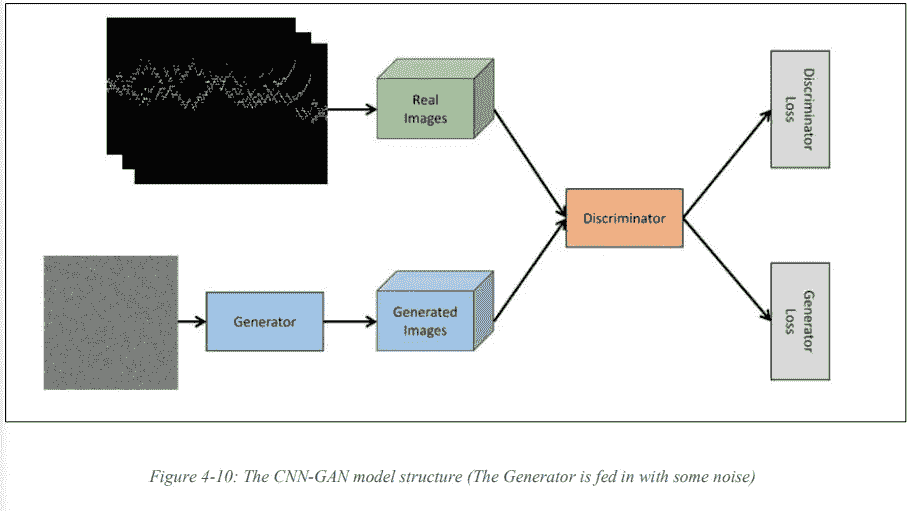 Real
Images
Discriminator
Loss
Discriminator
Generator
Generated
Images
Generator
Loss
Figure 4-10: The CNN-GAN model structure (The Generator is fed in with some noise)